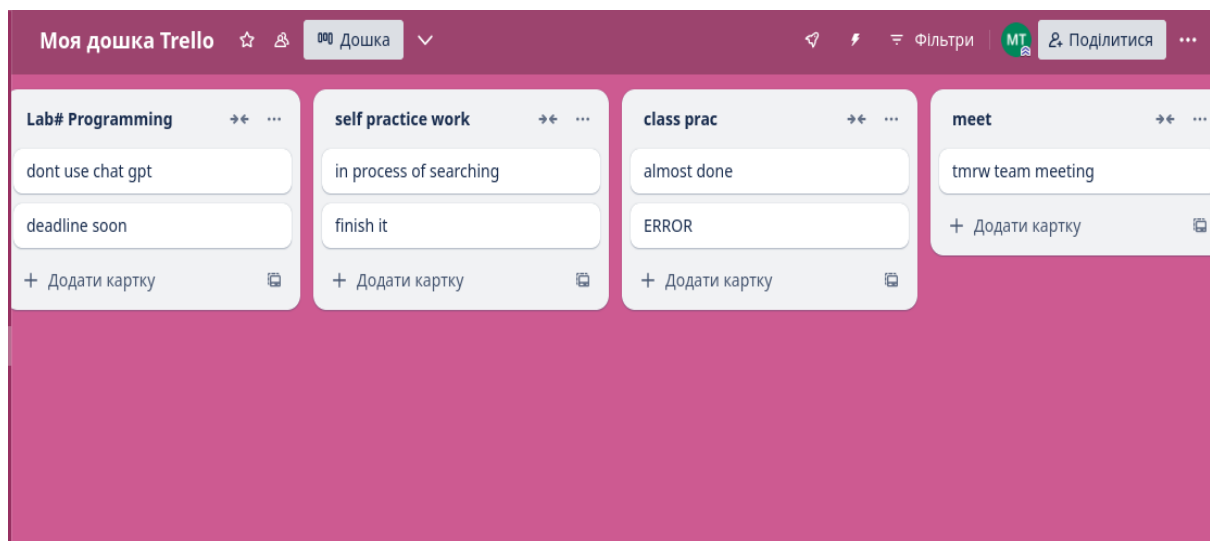 Моя дошка Trello
Дошка
Фільтри
MT
Поділитися
Lab# Programming
dont use chat gpt
deadline soon
+ Додати картку
self practice work
in process of searching
finish it
+ Додати картку
class prac
almost done
ERROR
+ Додати картку
meet
tmrw team meeting
+ Додати картку